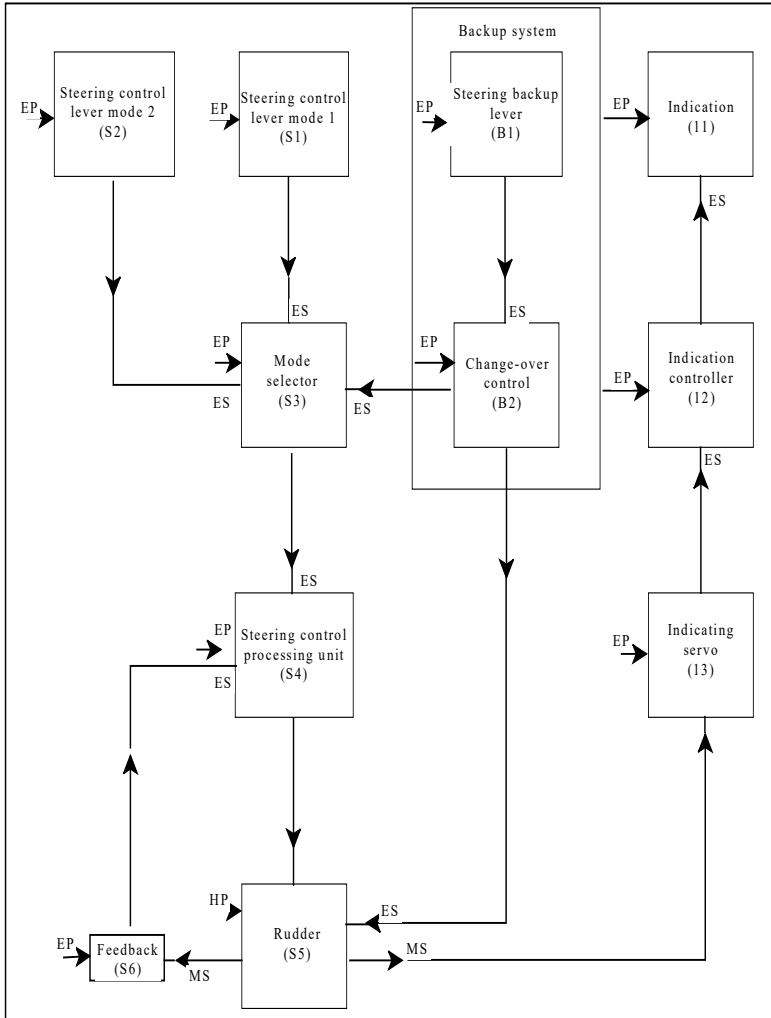 Backup system
Steering control
lever mode 2
(S2)
EP
Steering control
lever mode 1
(S1)
EP
Steering backup
lever
(B1)
EP
Indication
(11)
EP
ES
ES
ES
EP
Mode
selector
(S3)
ES
ES
EP
Change-over
control
(B2)
EP
Indication
controller
(12)
ES
ES
EP
Steering control
processing unit
(S4)
ES
EP
Indicating
servo
(13)
HP
Rudder
(S5)
ES
MS
EP
Feedback
(S6)
MS